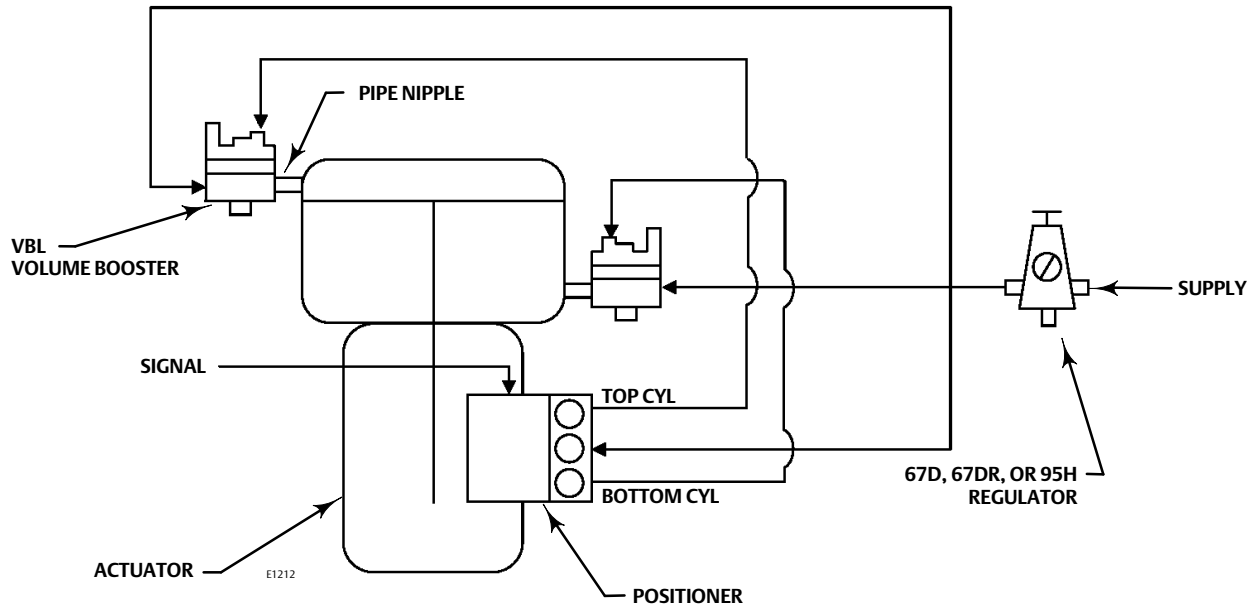 PIPE NIPPLE
VBL
VOLUME BOOSTER
SUPPLY
SIGNAL
TOP CYL
67D, 67DR, OR 95H
REGULATOR
BOTTOM CYL
ACTUATOR
E1212
POSITIONER